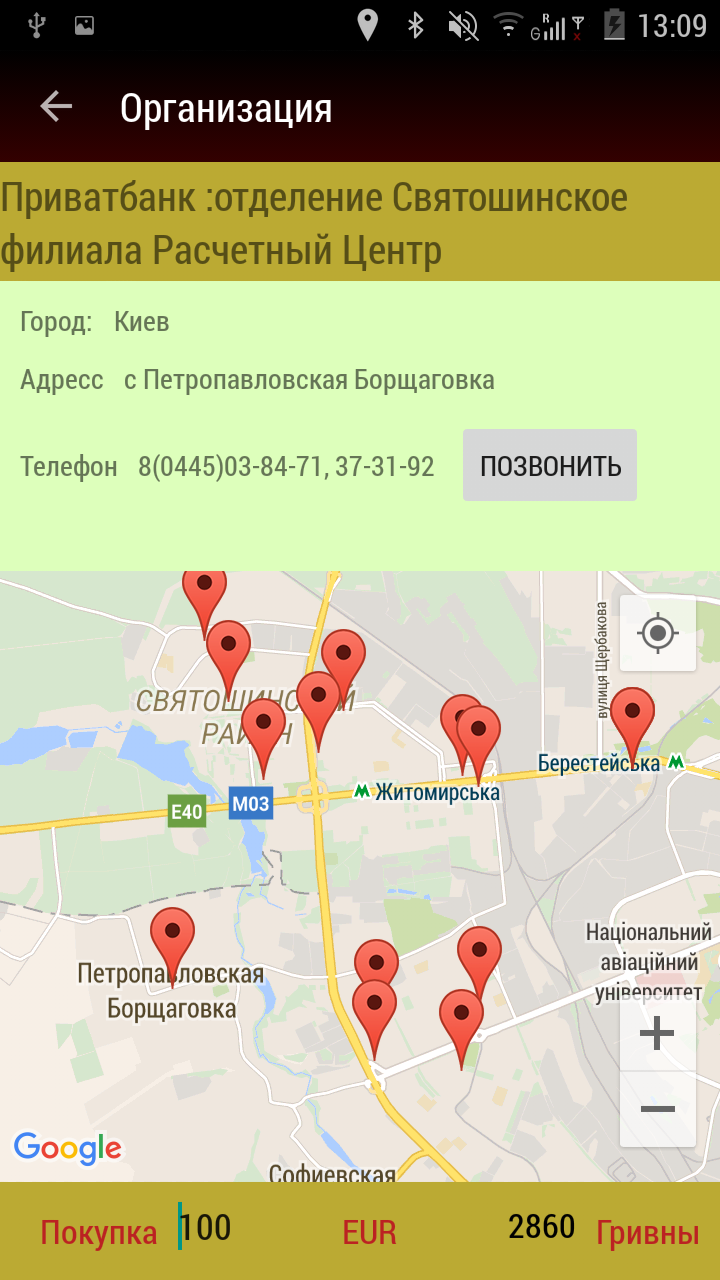 13:09
Организация
Приватбанк :отделение Святошинское
филиала Расчетный Центр
Город: Киев
Адресс с Петропавловская Борщаговка
Телефон 8(0445)03-84-71, 37-31-92 ПОЗВОНИТЬ
вулиця Щербакова
СВЯТОШИНСКИЙ
РАЙОН
Берестейська
Житомирська
E40 M03
Національний
авіаційний
університет
Петропавловская
Борщаговка
Google
Софиевская
Покупка 100 EUR 2860 Гривны